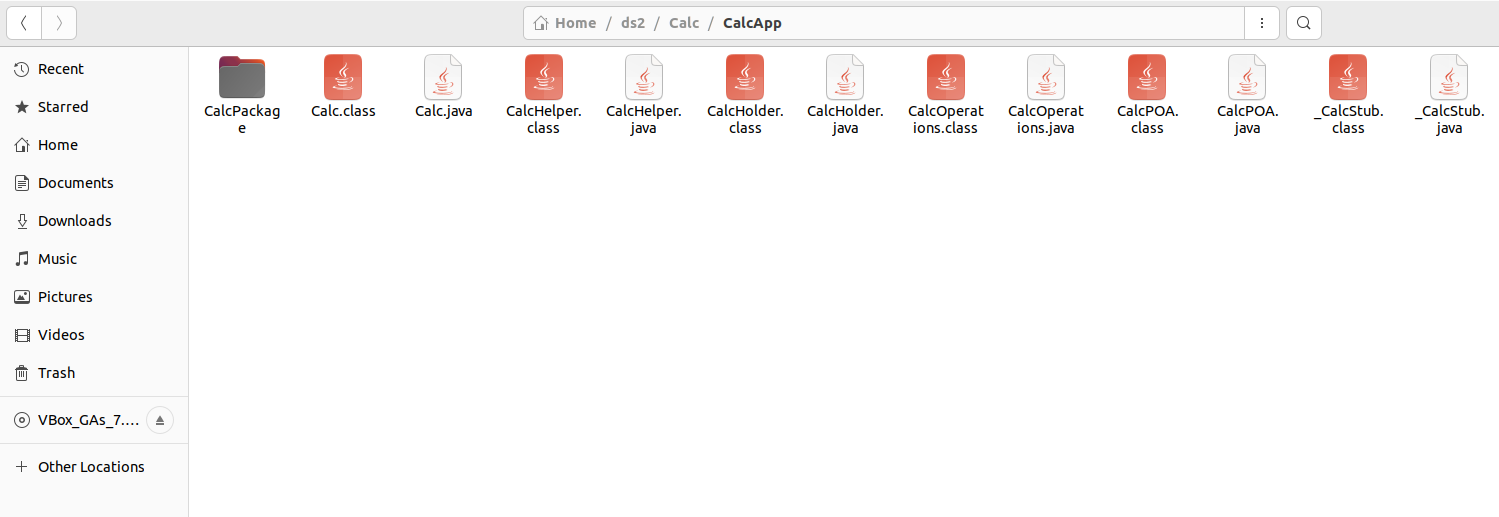 Home / ds2 / Calc / CalcApp
Recent
Starred
Home
Documents
Downloads
Music
Pictures
Videos
Trash
VBox_GAs_7....
Other Locations
CalcPackag
e
Calc.class
Calc.java
CalcHelper.
class
CalcHelper.
java
CalcHolder.
class
CalcHolder.
java
CalcOperat
ions.class
CalcOperat
ions.java
CalcPOA.
class
CalcPOA.
java
_CalcStub.
class
_CalcStub.
java